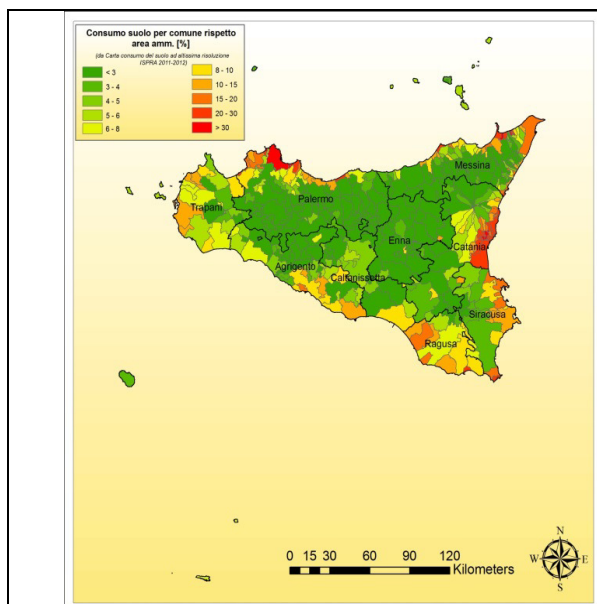 Consumo suolo per comune rispetto
area amm. [%]
(da Carta consumo del suolo ad altissima risoluzione
ISPRA 2011-2012)
< 3
3 - 4
4 - 5
5 - 6
6 - 8
8 - 10
10 - 15
15 - 20
20 - 30
> 30
Messina
Palermo
Trapani
Enna
Catania
Agrigento
Caltanissetta
Siracusa
Ragusa
N
W E
S
0 15 30 60 90 120
Kilometers